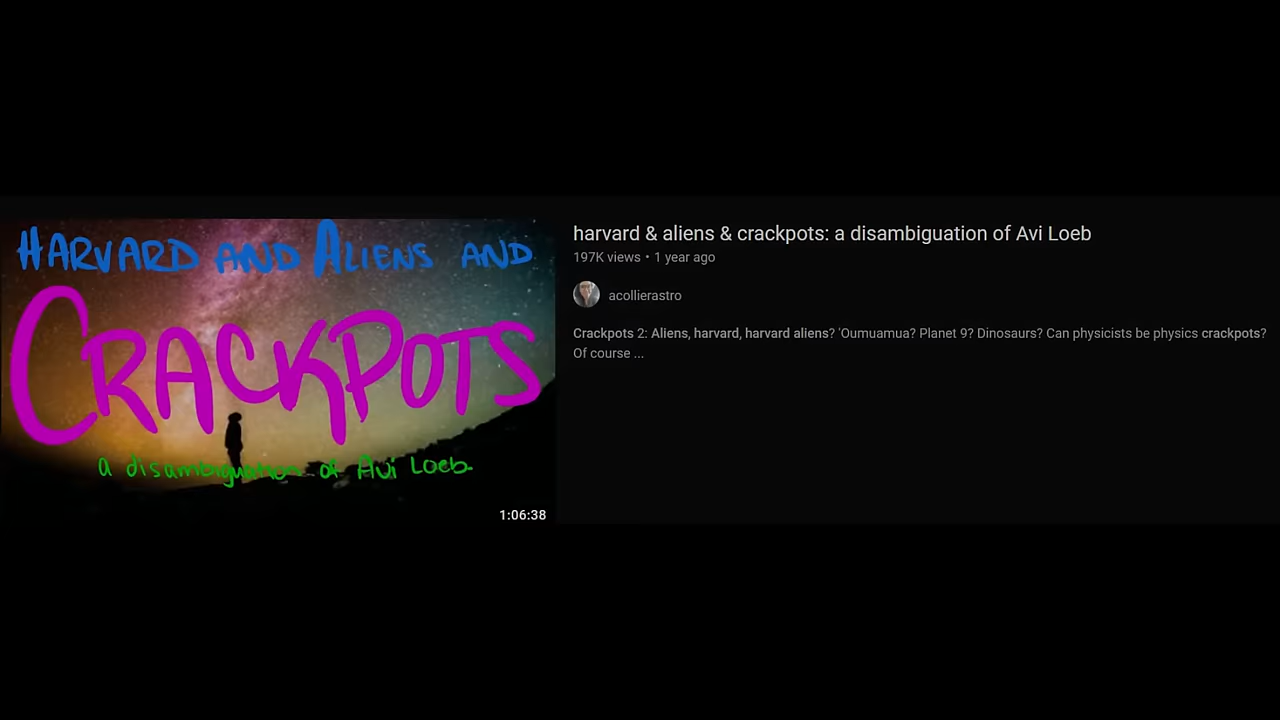 HARVARD AND ALIENS AND
CRACKPOTS
a disambiguation of Avi Loeb.
1:06:38
harvard & aliens & crackpots: a disambiguation of Avi Loeb
197K views • 1 year ago
acollierastro
Crackpots 2: Aliens, harvard, harvard aliens? 'Oumuamua? Planet 9? Dinosaurs? Can physicists be physics crackpots?
Of course ...